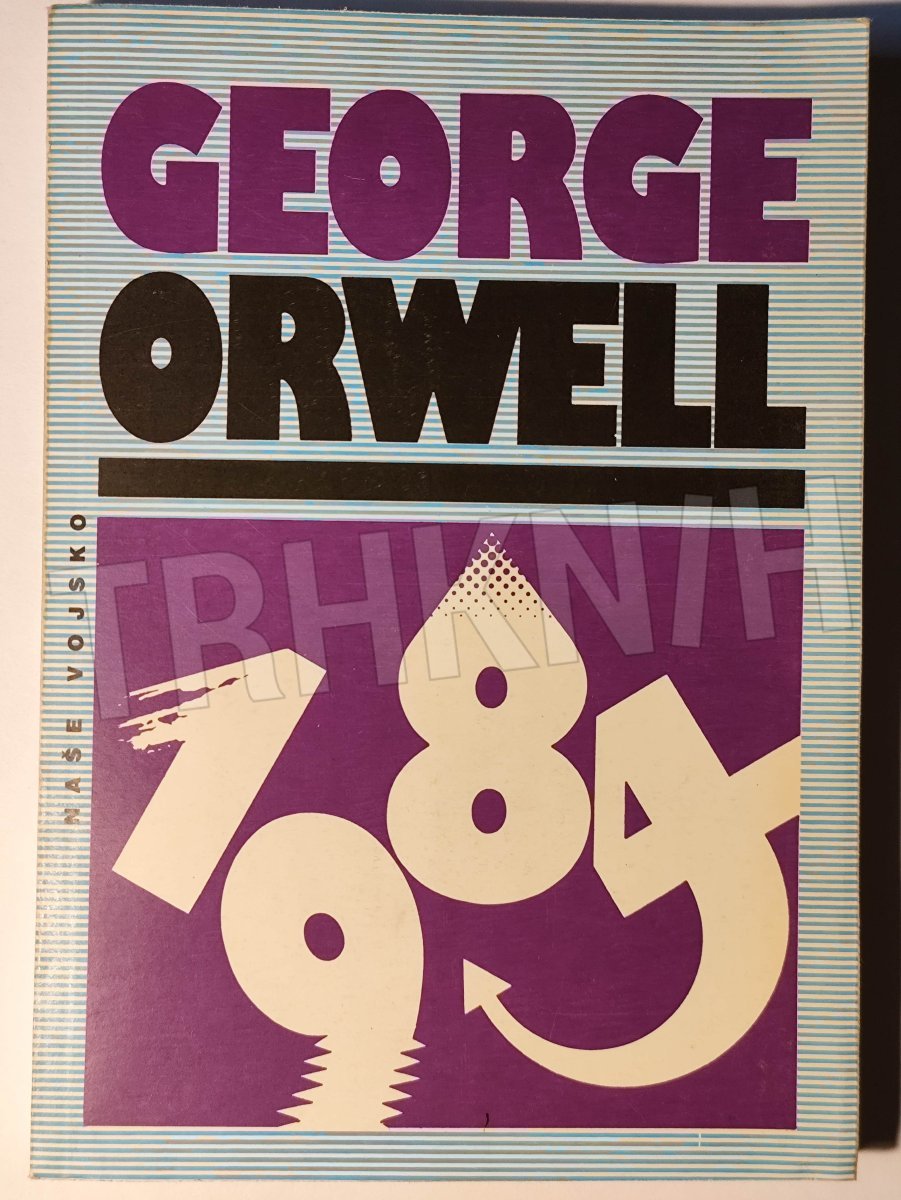 GEORGE
ORWELL
NAŠE VOJSKO
TRHKNIH
1984